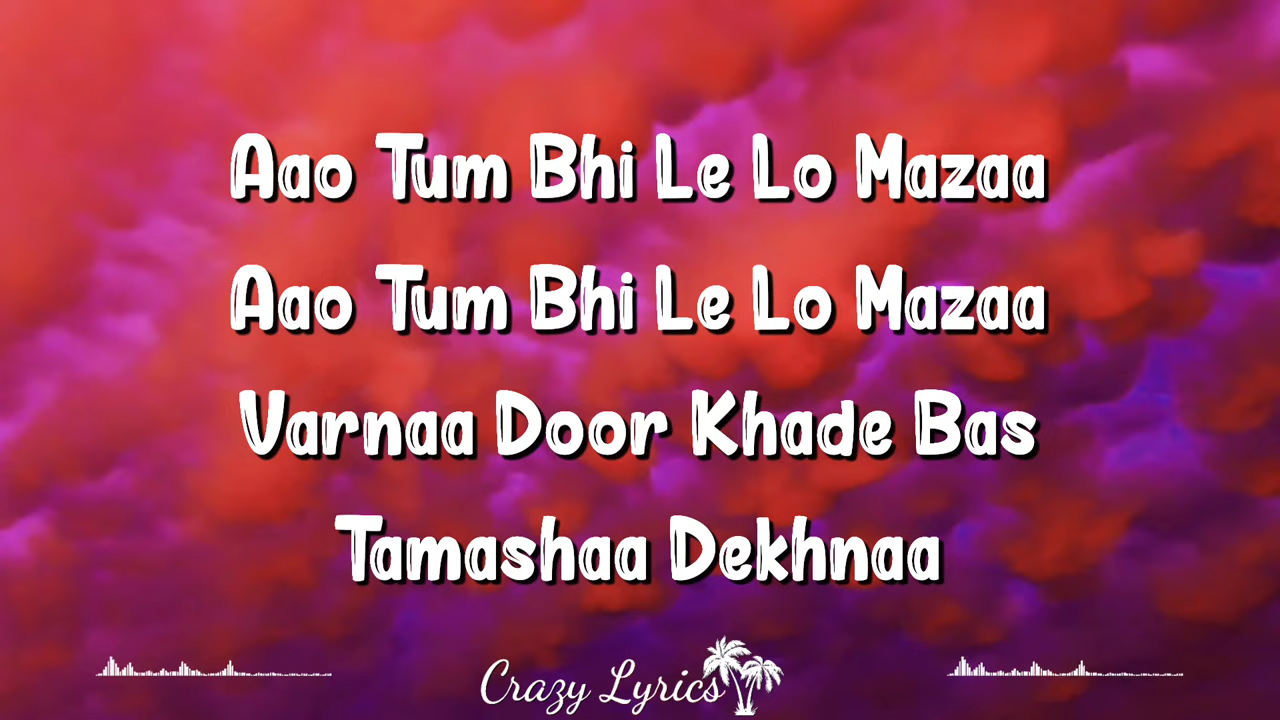 Aao Tum Bhi Le Lo Mazaa
Aao Tum Bhi Le Lo Mazaa
Varnaa Door Khade Bas
Tamashaa Dekhnaa
Crazy Lyrics